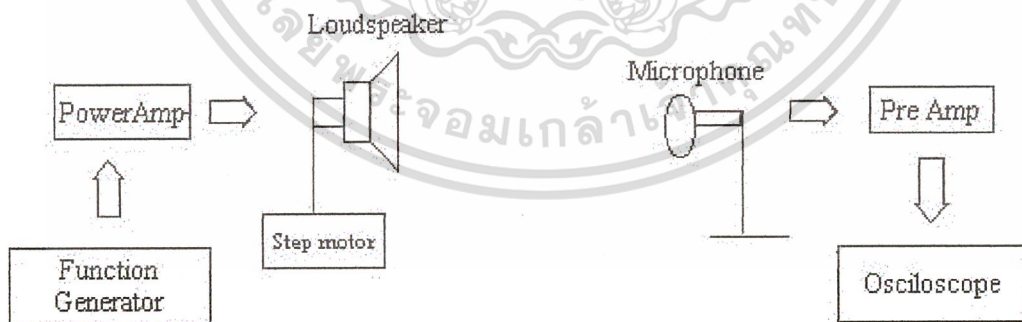 Loudspeaker
Microphone
PowerAmp
Pre Amp
Step motor
Function
Generator
Osciloscope